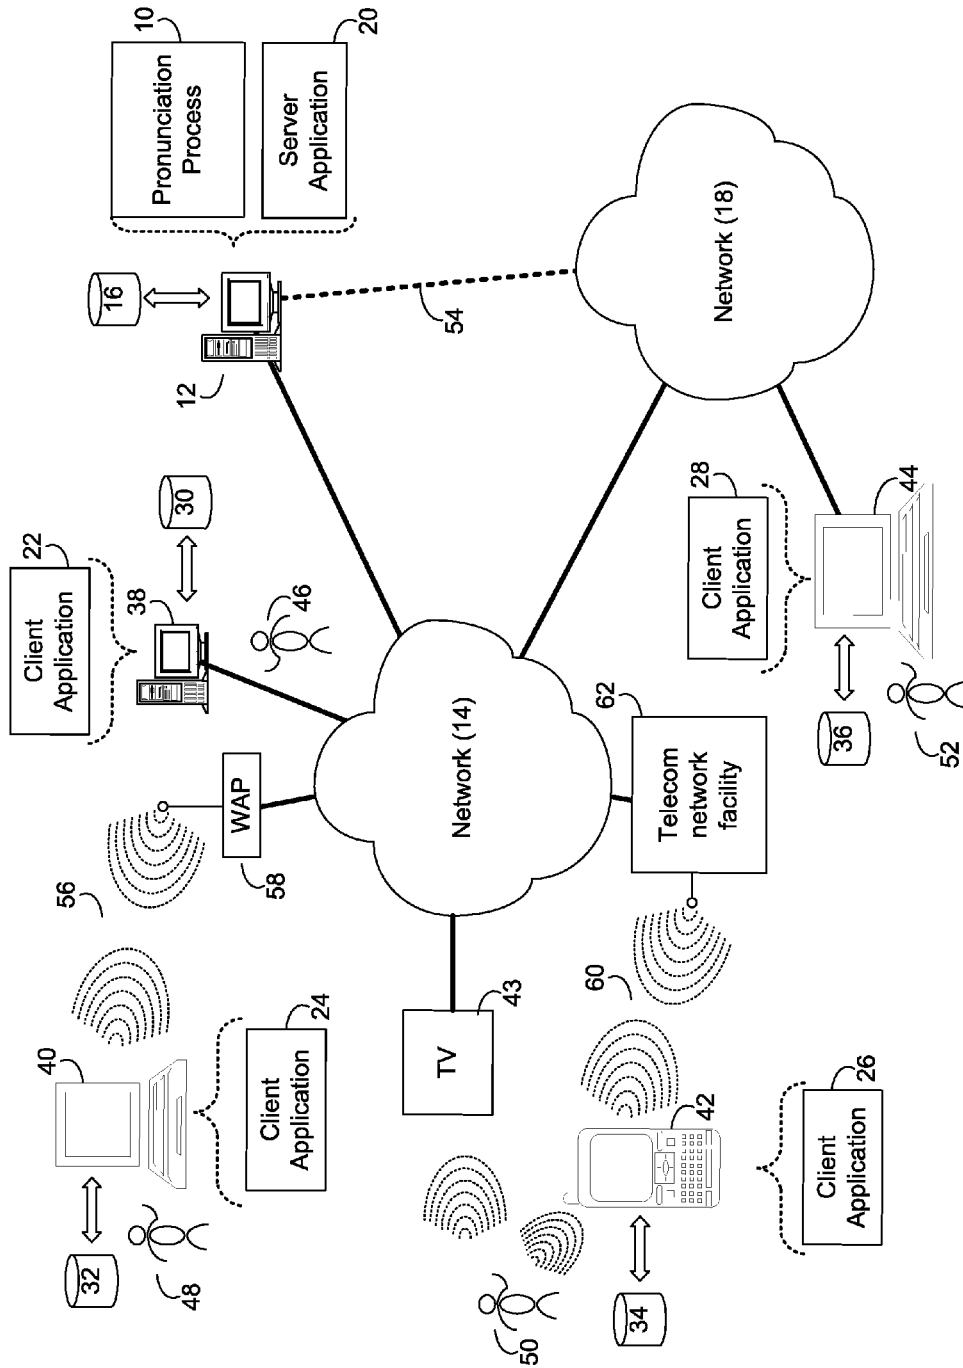 40
56
32
48
Client
Application
24
WAP
58
Client
Application
22
38
30
46
16
12
Pronunciation
Process
10
Server
Application
20
54
TV
43
Network (14)
Network (18)
50
34
42
60
Client
Application
26
Telecom
network
facility
62
Client
Application
28
44
36
52